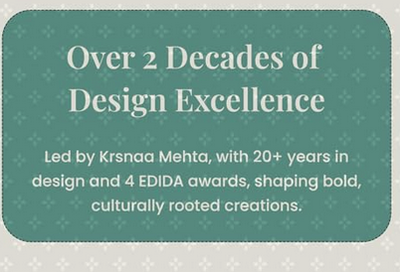 Over 2 Decades of
Design Excellence
Led by Krsnaa Mehta, with 20+ years in
design and 4 EDIDA awards, shaping bold,
culturally rooted creations.